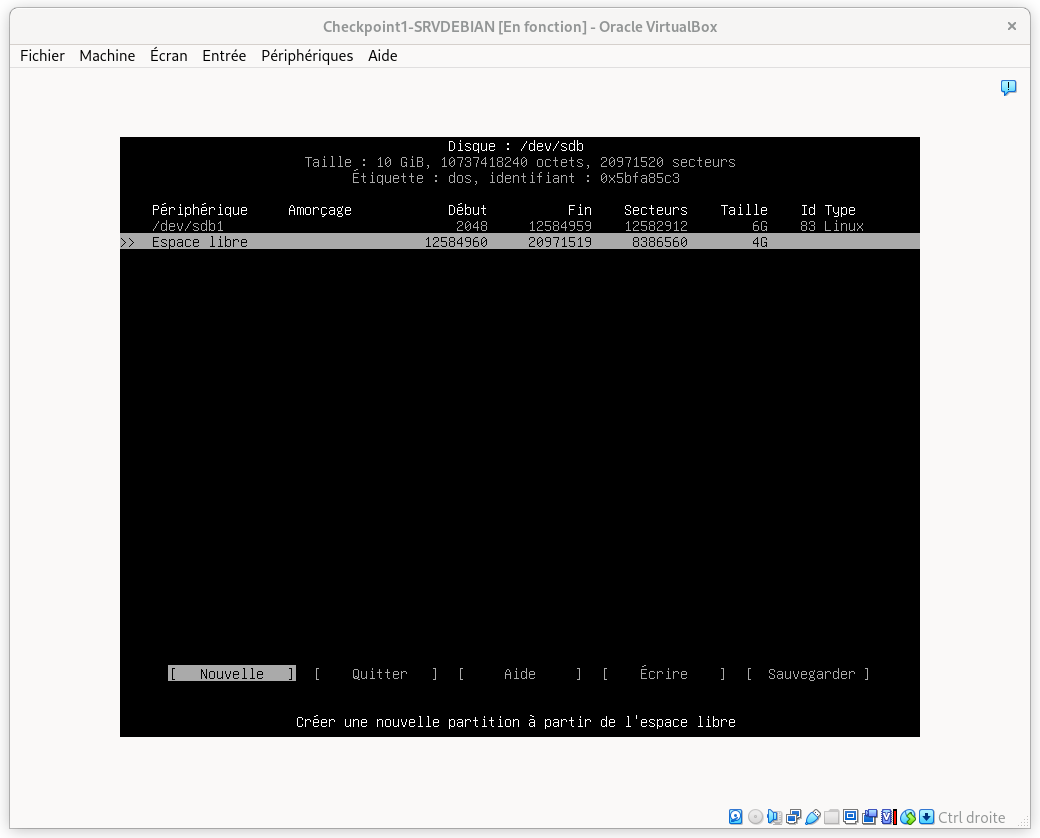 Checkpoint1-SRVDEBIAN [En fonction] - Oracle VirtualBox
Fichier Machine Écran Entrée Périphériques Aide
Disque : /dev/sdb
Taille : 10 GiB, 10737418240 octets, 20971520 secteurs
Étiquette : dos, identifiant : 0x5bfa85c3
Périphérique Amorçage Début Fin Secteurs Taille Id Type
/dev/sdb1 2048 12584959 12582912 6G 83 Linux
>> Espace libre 12584960 20971519 8386560 4G
[ Nouvelle ] [ Quitter ] [ Aide ] [ Écrire ] [ Sauvegarder ]
Créer une nouvelle partition à partir de l'espace libre
Ctrl droite